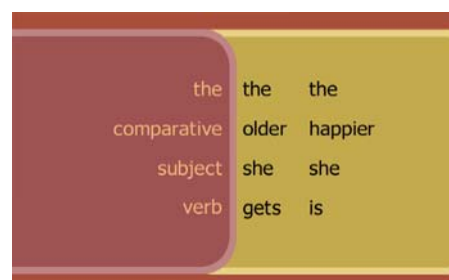 the the the
comparative older happier
subject she she
verb gets is